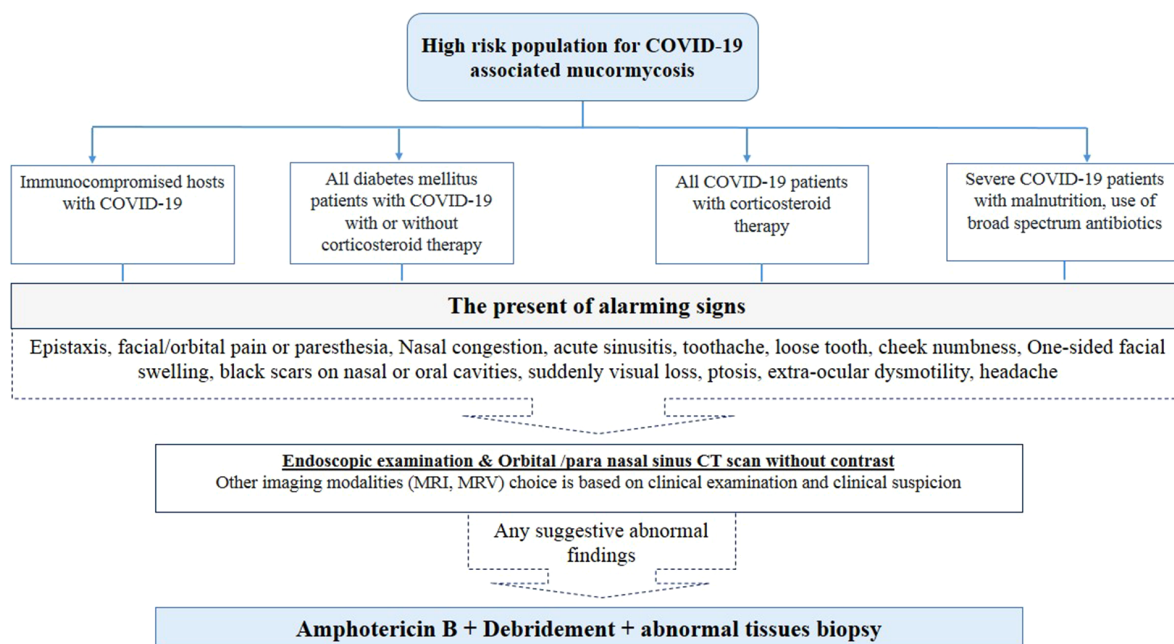 High risk population for COVID-19
associated mucormycosis
Immunocompromised hosts
with COVID-19
All diabetes mellitus
patients with COVID-19
with or without
corticosteroid therapy
All COVID-19 patients
with corticosteroid
therapy
Severe COVID-19 patients
with malnutrition, use of
broad spectrum antibiotics
The present of alarming signs
Epistaxis, facial/orbital pain or paresthesia, Nasal congestion, acute sinusitis, toothache, loose tooth, cheek numbness, One-sided facial
swelling, black scars on nasal or oral cavities, suddenly visual loss, ptosis, extra-ocular dysmotility, headache
Endoscopic examination & Orbital /para nasal sinus CT scan without contrast
Other imaging modalities (MRI, MRV) choice is based on clinical examination and clinical suspicion
Any suggestive abnormal
findings
Amphotericin B + Debridement + abnormal tissues biopsy